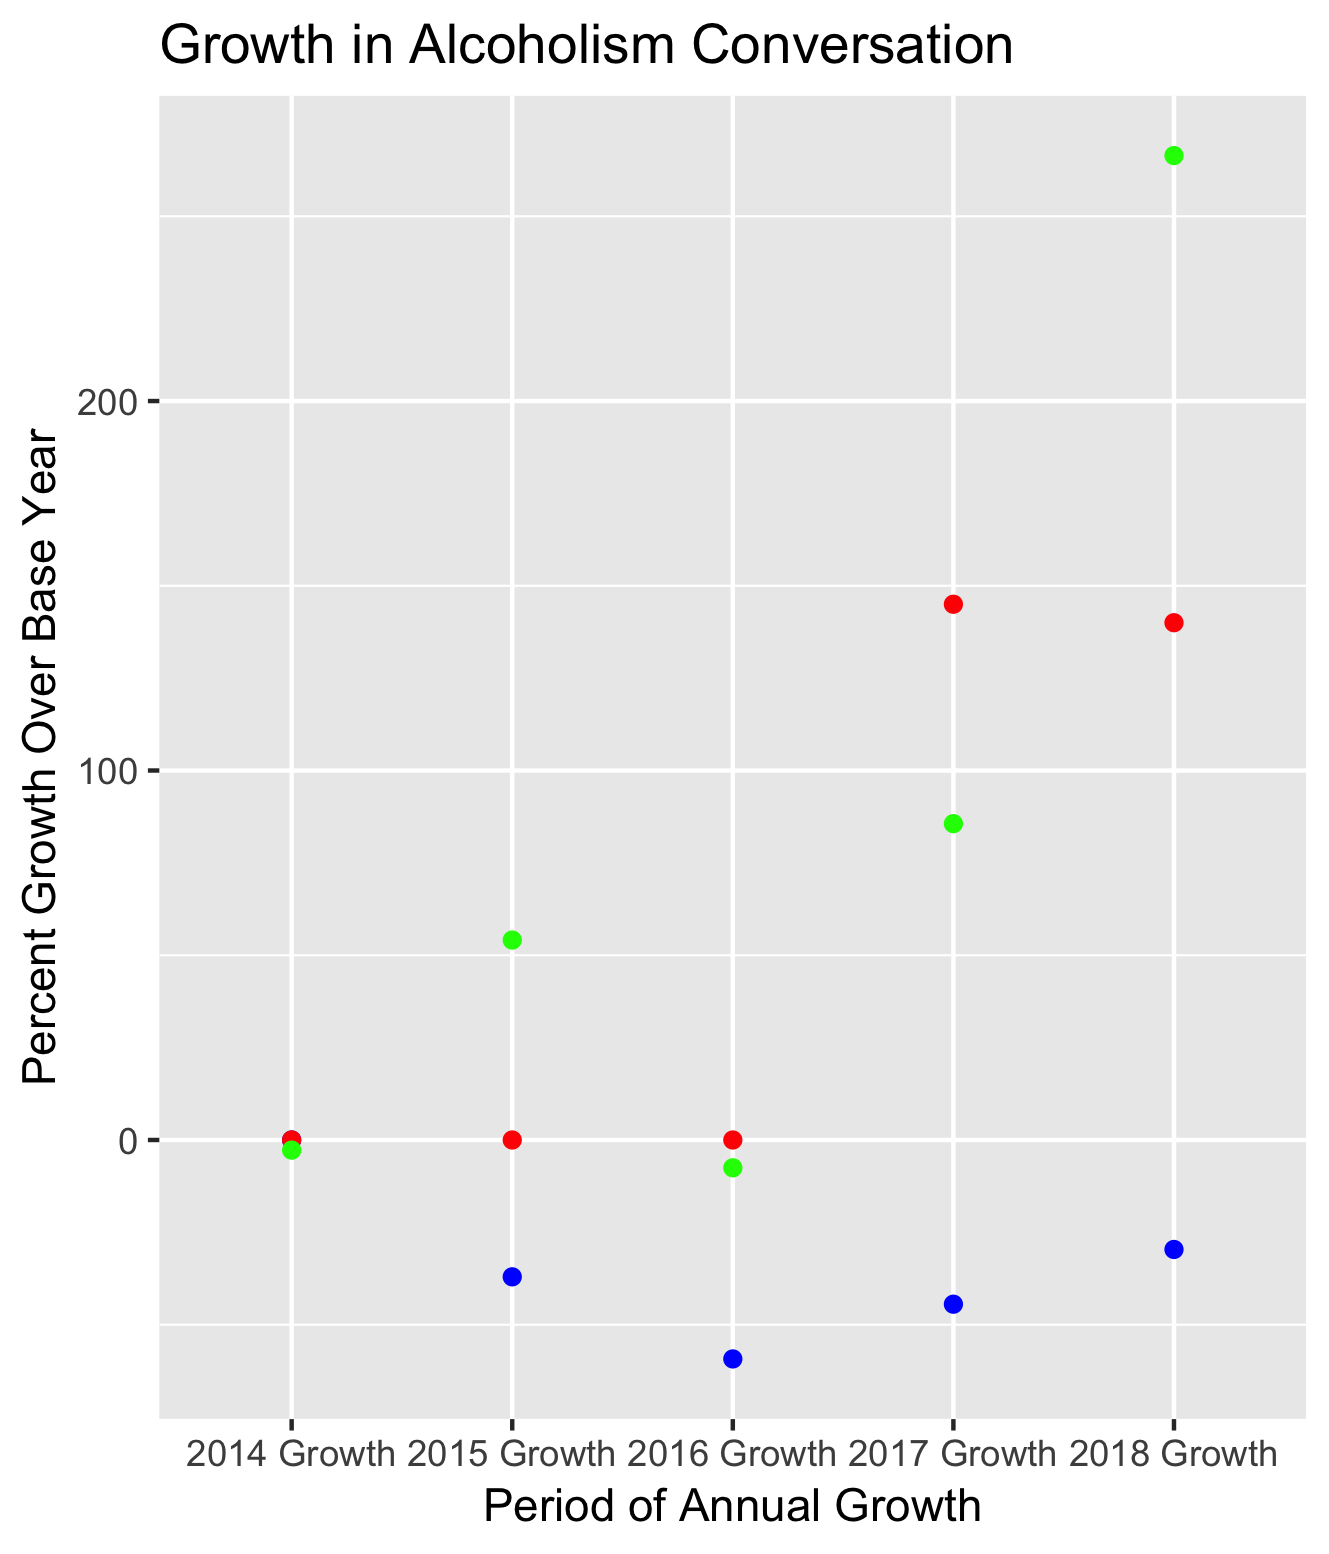 Growth in Alcoholism Conversation
Percent Growth Over Base Year
200
100
0
2014 Growth 2015 Growth 2016 Growth 2017 Growth 2018 Growth
Period of Annual Growth